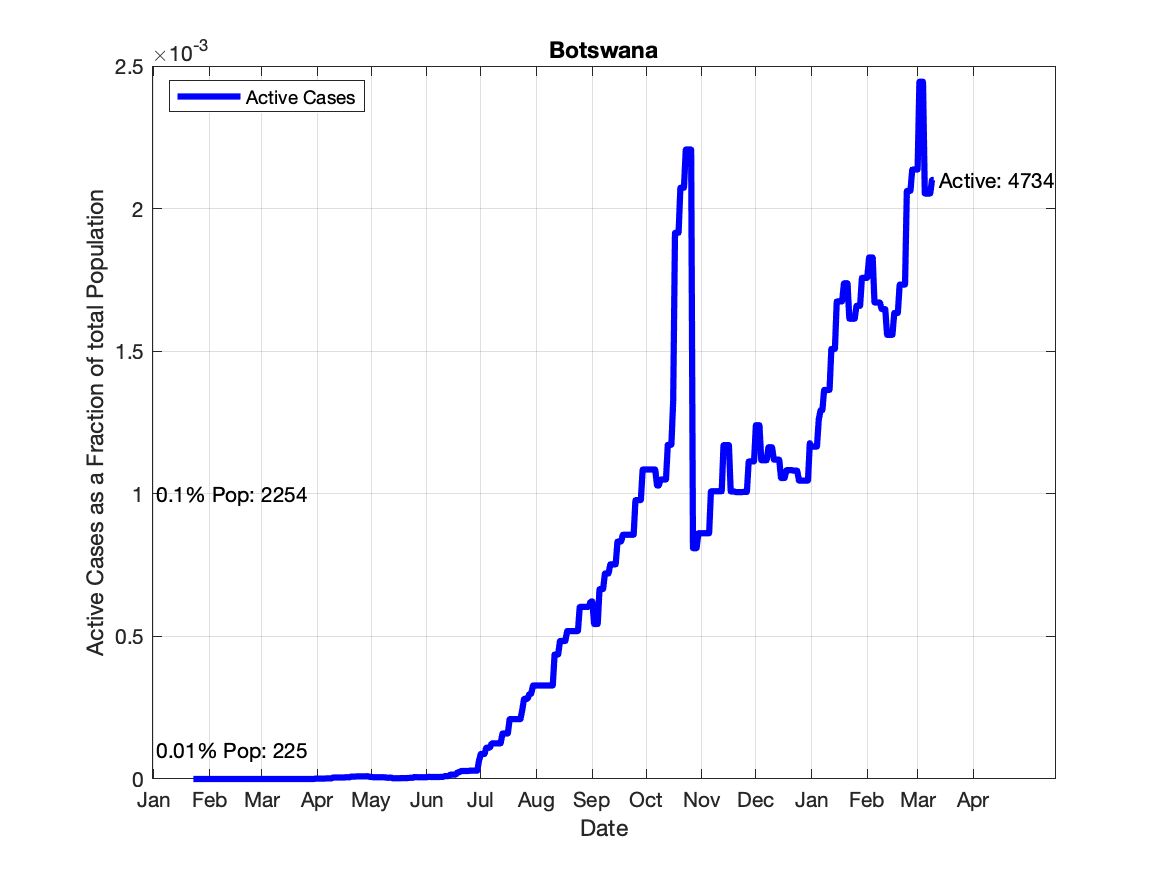 Botswana
×10-3
2.5
2
1.5
1
0.5
0
Active Cases
Active: 4734
0.1% Pop: 2254
0.01% Pop: 225
Active Cases as a Fraction of total Population
Jan Feb Mar Apr May Jun Jul Aug Sep Oct Nov Dec Jan Feb Mar Apr
Date